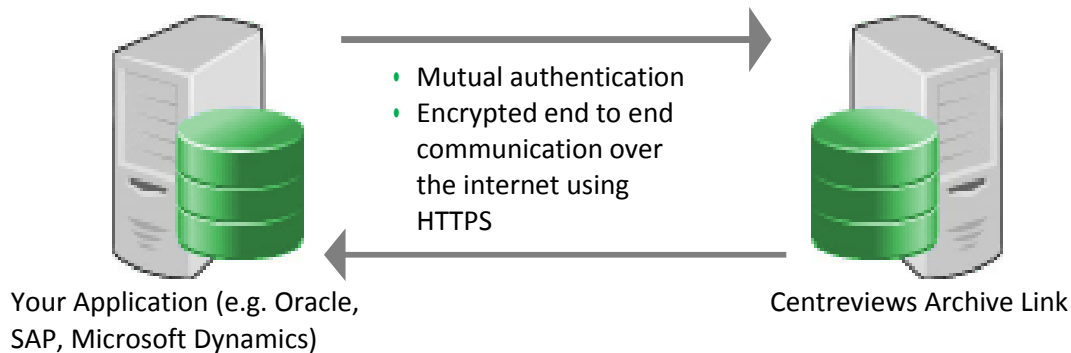 • Mutual authentication
• Encrypted end to end
communication over
the internet using
HTTPS
Your Application (e.g. Oracle,
SAP, Microsoft Dynamics)
Centreviews Archive Link